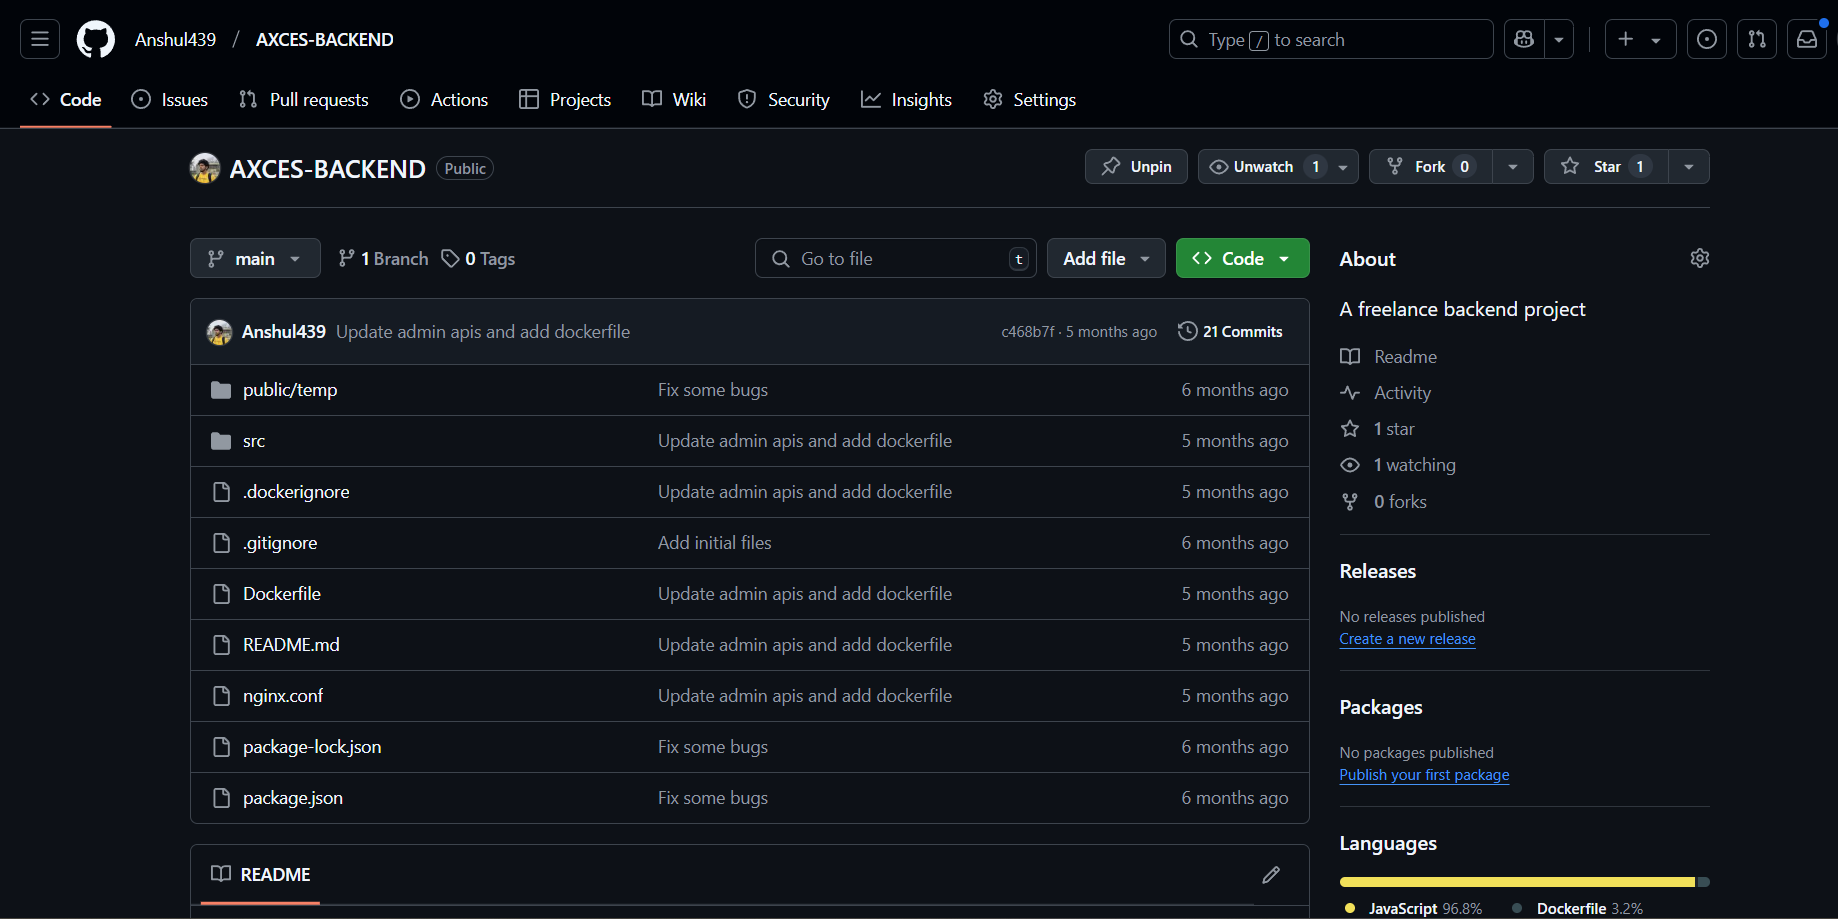 Anshul439 / AXCES-BACKEND
Type / to search
Code Issues Pull requests Actions Projects Wiki Security Insights Settings
AXCES-BACKEND Public
Unpin Unwatch 1 Fork 0 Star 1
main 1 Branch 0 Tags
Go to file t Add file Code
Anshul439 Update admin apis and add dockerfile c468b7f · 5 months ago 21 Commits
public/temp Fix some bugs 6 months ago
src Update admin apis and add dockerfile 5 months ago
.dockerignore Update admin apis and add dockerfile 5 months ago
.gitignore Add initial files 6 months ago
Dockerfile Update admin apis and add dockerfile 5 months ago
README.md Update admin apis and add dockerfile 5 months ago
nginx.conf Update admin apis and add dockerfile 5 months ago
package-lock.json Fix some bugs 6 months ago
package.json Fix some bugs 6 months ago
README
About
A freelance backend project
Readme
Activity
1 star
1 watching
0 forks
Releases
No releases published
Create a new release
Packages
No packages published
Publish your first package
Languages
JavaScript 96.8% Dockerfile 3.2%